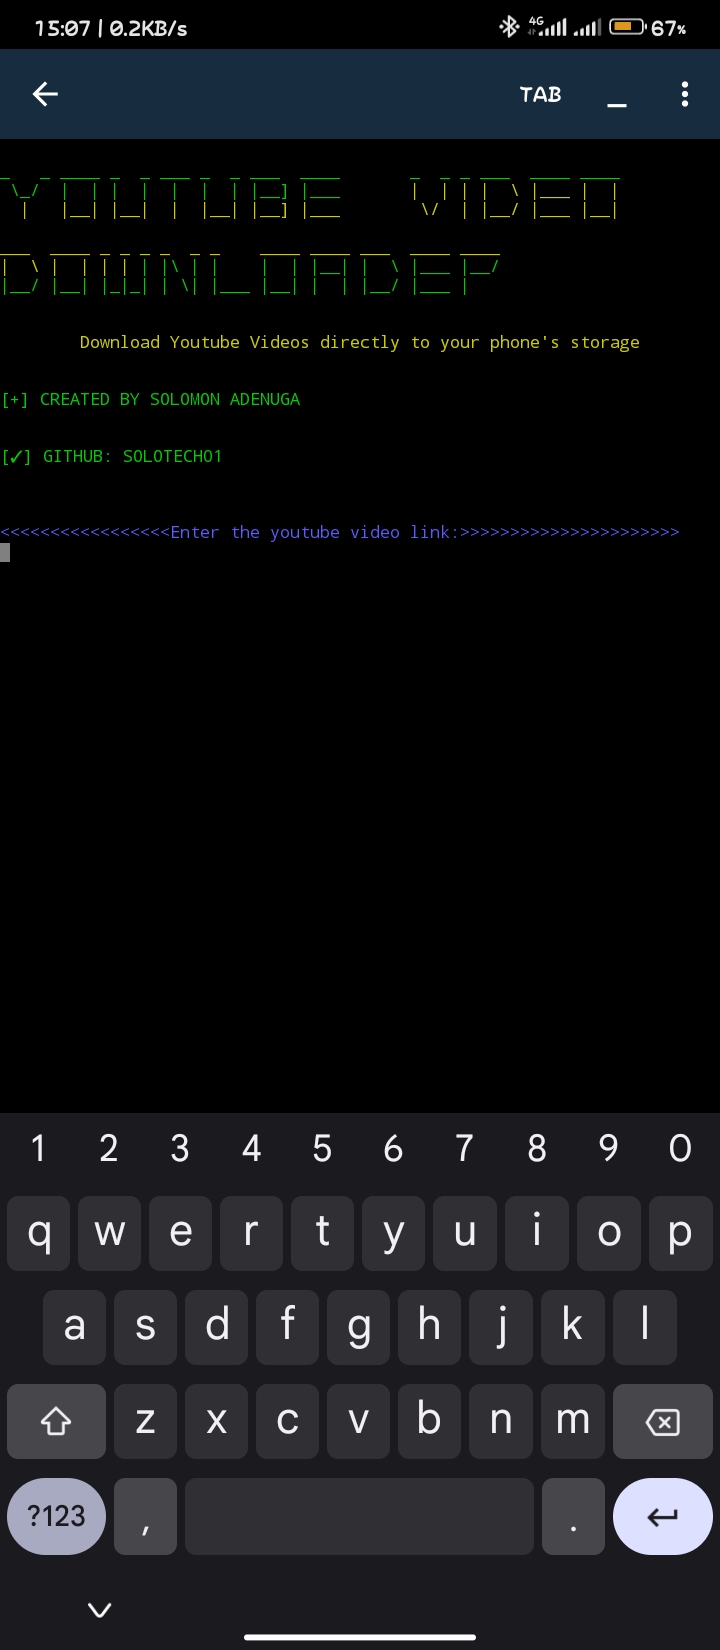 15:07 | 0.2KB/s 4G 67%
TAB _
YOUTUBE VIDEO
DOWNLOADER
Download Youtube Videos directly to your phone's storage
[+] CREATED BY SOLOMON ADENUGA
[✓] GITHUB: SOLOTECH01
<<<<<<<<<<<<<<<<<Enter the youtube video link:>>>>>>>>>>>>>>>>>>>>>>
1 2 3 4 5 6 7 8 9 0
q w e r t y u i o p
a s d f g h j k l
z x c v b n m
?123 , .